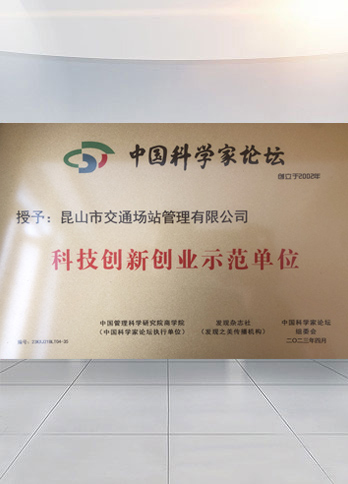 中国科学家论坛
创立于2002年
授予：昆山市交通场站管理有限公司
科技创新创业示范单位
中国管理科学研究院商学院 发现杂志社 中国科学家论坛
（中国科学家论坛执行单位） （发现之美传播机构） 组委会
二〇二三年四月